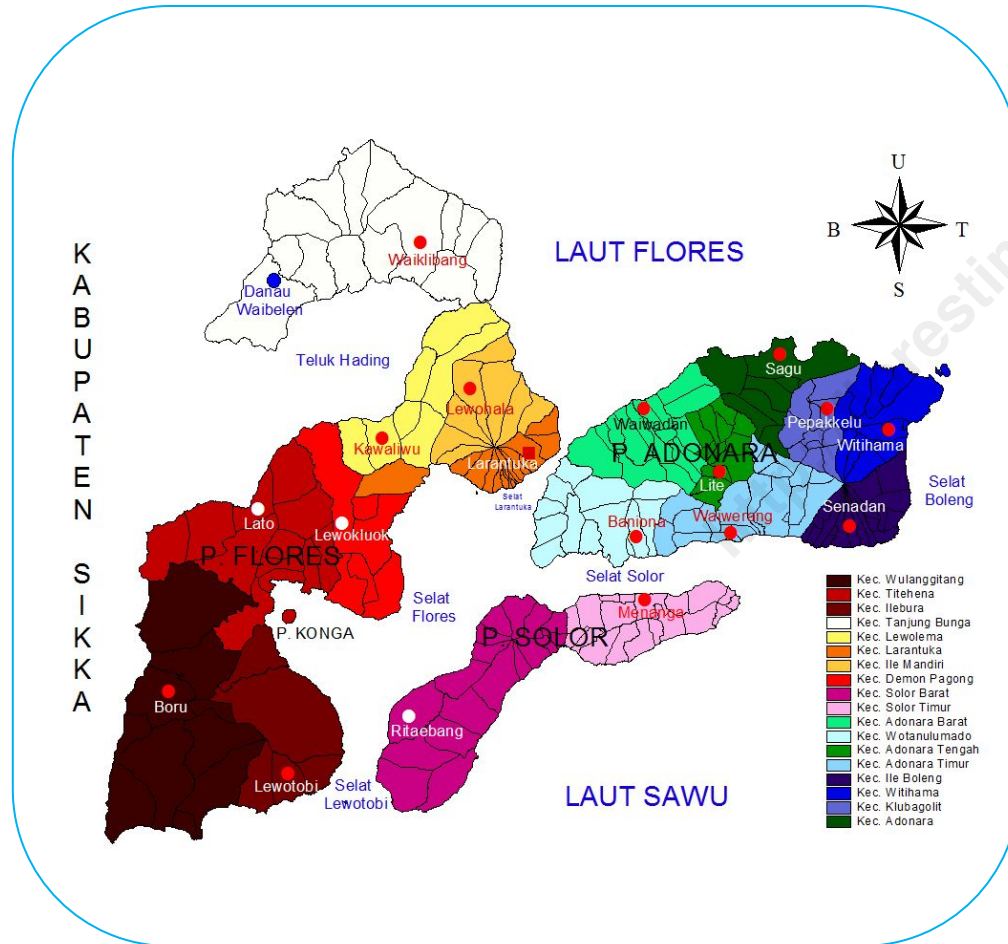 U
B
T
S
KABUPATEN SIKKA
LAUT FLORES
Waiklibang
Danau
Waibelen
Teluk Hading
Sagu
Lewohala
Waiwadan
Pepakkelu
Witihama
Kawaliwu
P. ADONARA
Larantuka
Lite
Selat
Boleng
Selat
Larantuka
Senadan
Lato
Lewokluok
Baniona
Waiwerang
P. FLORES
Selat Solor
Selat
Flores
Menanga
P. KONGA
P. SOLOR
Boru
Ritaebang
Lewotobi
Selat
Lewotobi
LAUT SAWU
Kec. Wulanggitang
Kec. Titehena
Kec. Ilebura
Kec. Tanjung Bunga
Kec. Lewolema
Kec. Larantuka
Kec. Ile Mandiri
Kec. Demon Pagong
Kec. Solor Barat
Kec. Solor Timur
Kec. Adonara Barat
Kec. Wotanulumado
Kec. Adonara Tengah
Kec. Adonara Timur
Kec. Ile Boleng
Kec. Witihama
Kec. Klubagolit
Kec. Adonara